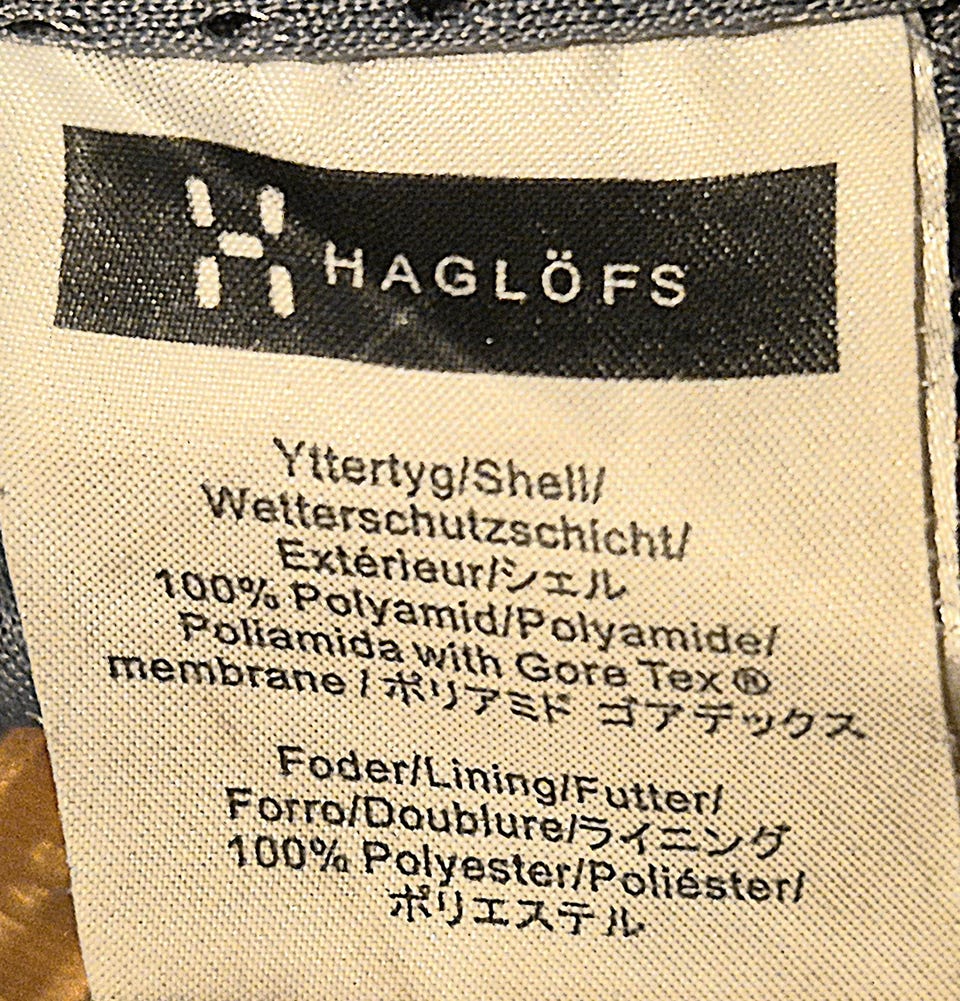 HAGLÖFS
Yttertyg/Shell/
Wetterschutzschicht/
Extérieur/シェル
100% Polyamid/Polyamide/
Poliamida with Gore Tex ®
membrane / ポリアミド ゴアテックス
Foder/Lining/Futter/
Forro/Doublure/ライニング
100% Polyester/Poliéster/
ポリエステル